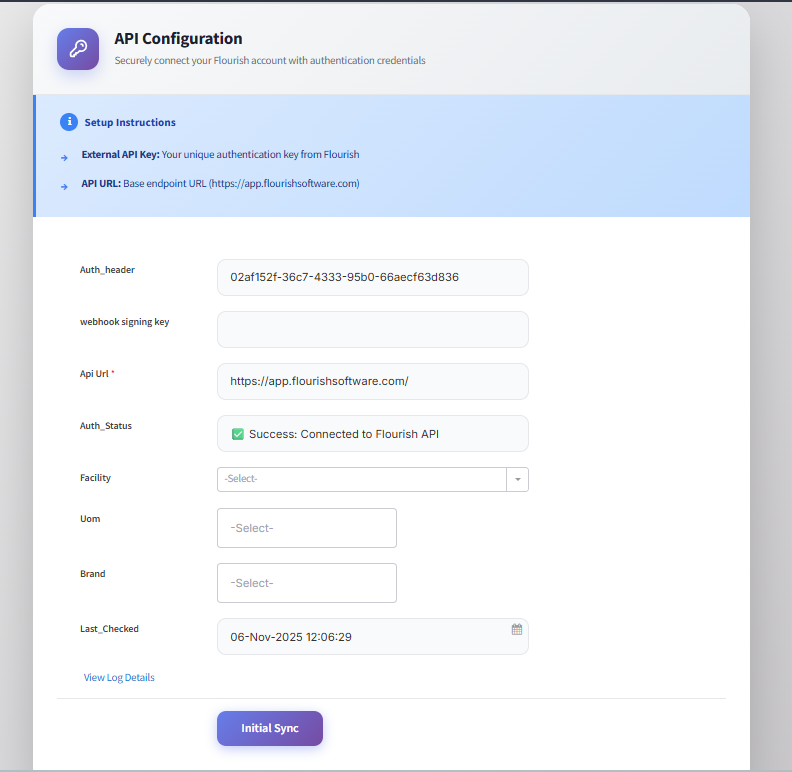 API Configuration
Securely connect your Flourish account with authentication credentials
Setup Instructions
External API Key: Your unique authentication key from Flourish
API URL: Base endpoint URL (https://app.flourishsoftware.com)
Auth_header
02af152f-36c7-4333-95b0-66aecf63d836
webhook signing key
Api Url *
https://app.flourishsoftware.com/
Auth_Status
✅ Success: Connected to Flourish API
Facility
-Select-
Uom
-Select-
Brand
-Select-
Last_Checked
06-Nov-2025 12:06:29
View Log Details
Initial Sync